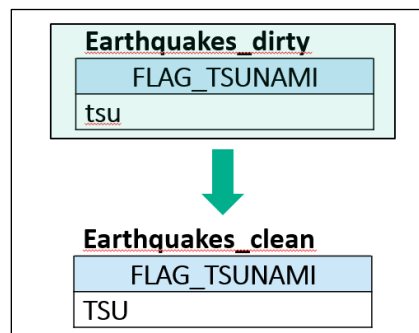 Earthquakes_dirty
FLAG_TSUNAMI
tsu
Earthquakes_clean
FLAG_TSUNAMI
TSU